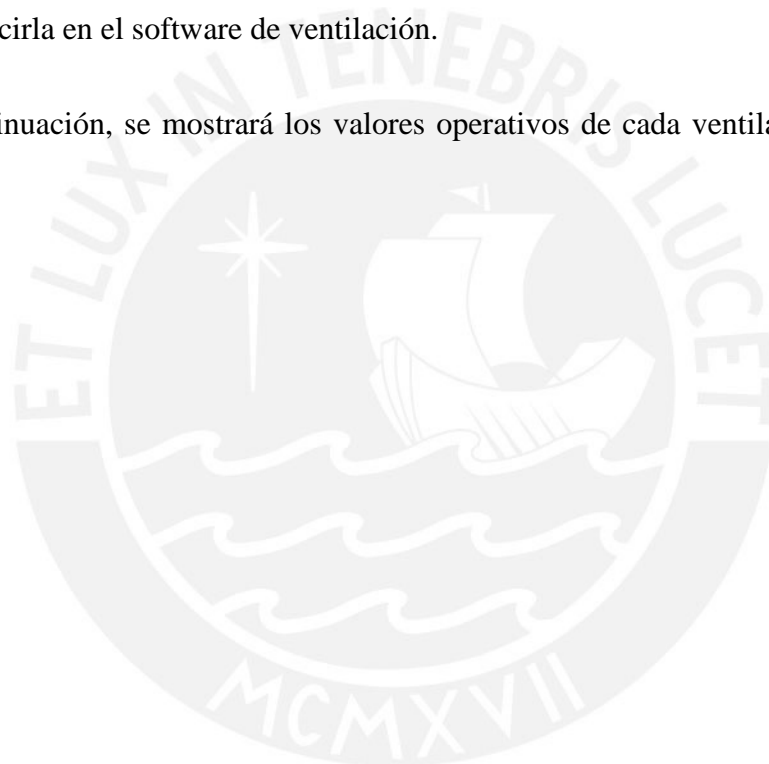 cirla en el software de ventilación.
inuación, se mostrará los valores operativos de cada ventila
ET LUX IN TENEBRIS LUCET
MCMXVII